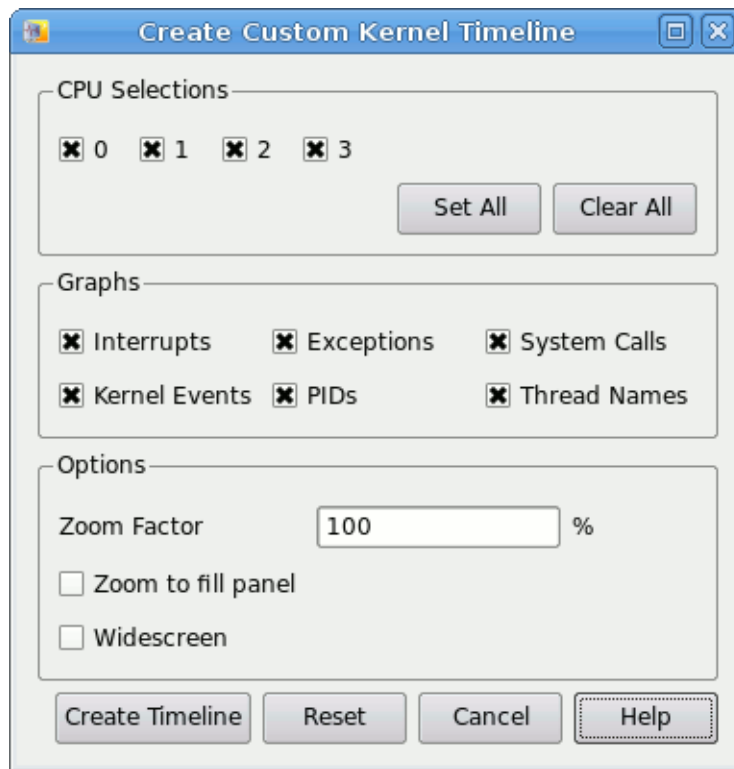 Create Custom Kernel Timeline
CPU Selections
0 1 2 3
Set All Clear All
Graphs
Interrupts Exceptions System Calls
Kernel Events PIDs Thread Names
Options
Zoom Factor 100 %
Zoom to fill panel
Widescreen
Create Timeline Reset Cancel Help